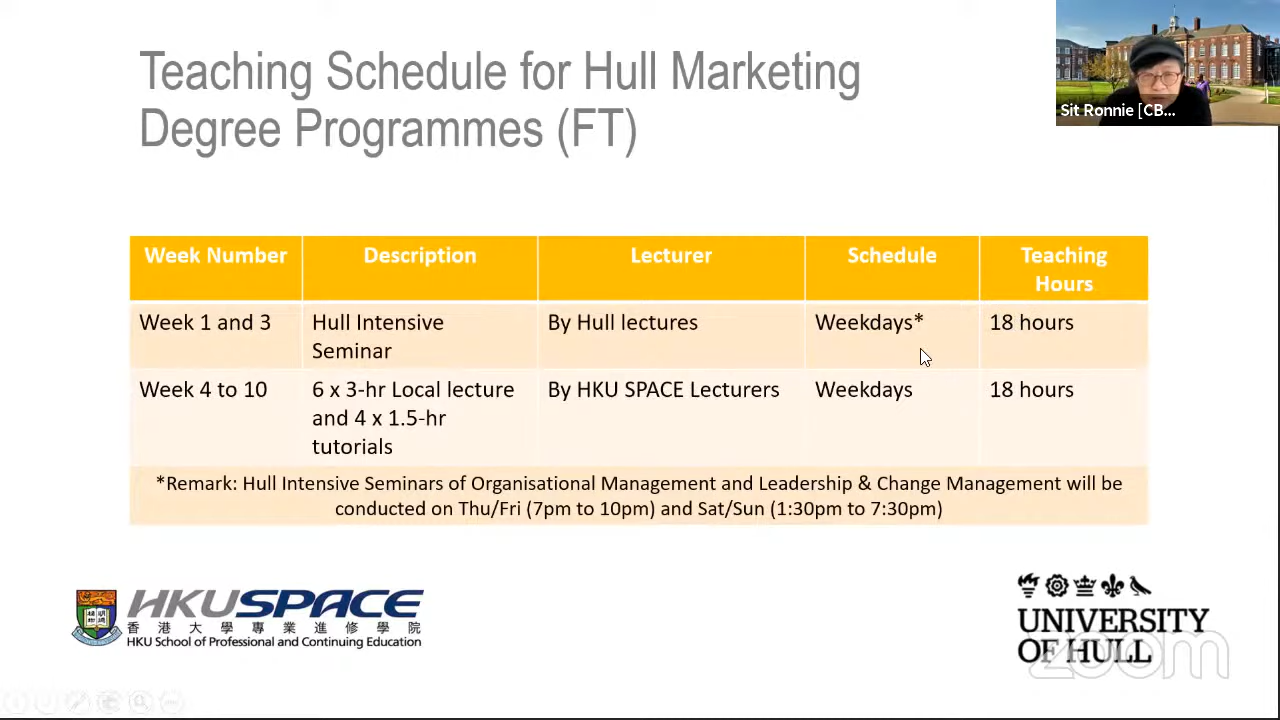 Teaching Schedule for Hull Marketing
Degree Programmes (FT)
Sit Ronnie [CB...
Week Number
Description
Lecturer
Schedule
Teaching
Hours
Week 1 and 3
Hull Intensive
Seminar
By Hull lectures
Weekdays*
18 hours
Week 4 to 10
6 x 3-hr Local lecture
and 4 x 1.5-hr
tutorials
By HKU SPACE Lecturers
Weekdays
18 hours
*Remark: Hull Intensive Seminars of Organisational Management and Leadership & Change Management will be
conducted on Thu/Fri (7pm to 10pm) and Sat/Sun (1:30pm to 7:30pm)
HKUSPACE
香港大學專業進修學院
HKU School of Professional and Continuing Education
UNIVERSITY
OF HULL
zoom